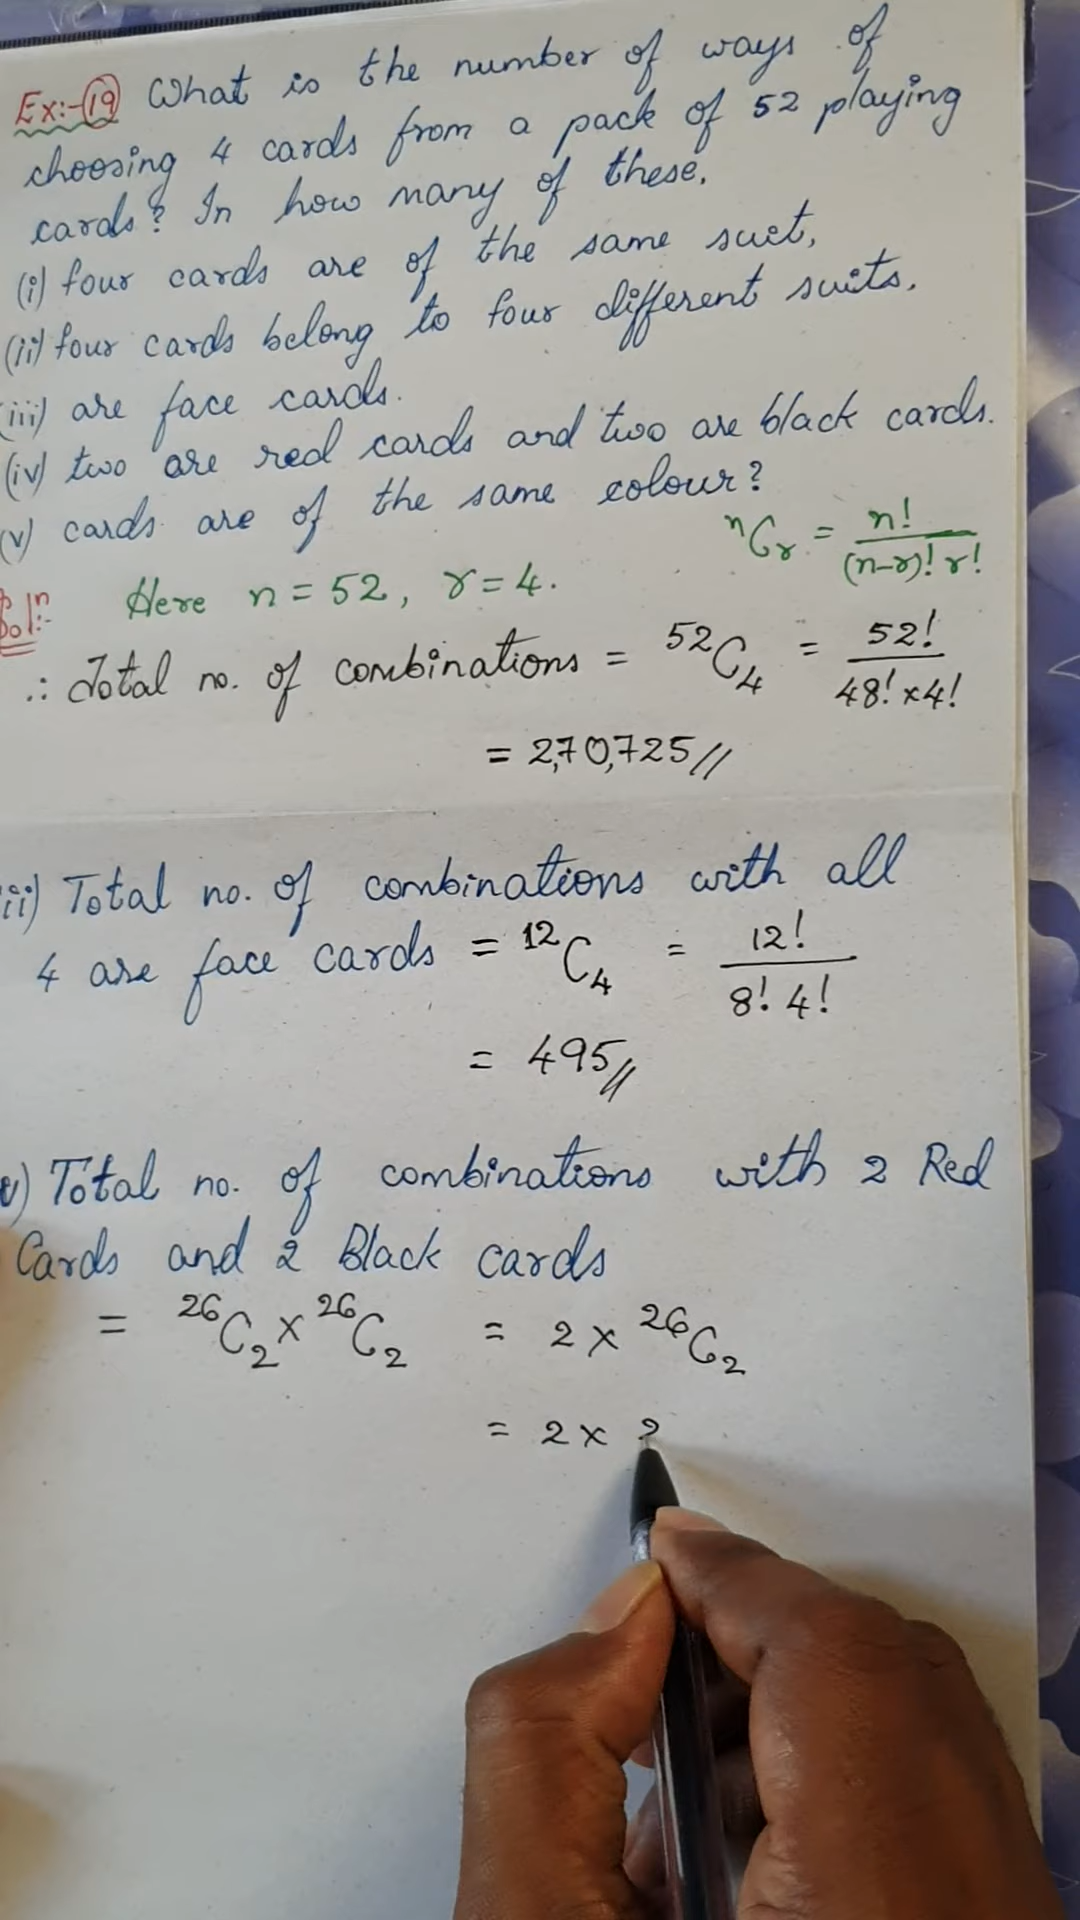 Ex:-19 What is the number of ways of
choosing 4 cards from a pack of 52 playing
cards? In how many of these,
(i) four cards are of the same suit,
(ii) four cards belong to four different suits,
(iii) are face cards.
(iv) two are red cards and two are black cards.
(v) cards are of the same colour?
ⁿCᵣ = n! / (n-r)! r!
Soln:- Here n = 52, r = 4.
∴ Total no. of combinations = ⁵²C₄ = 52! / 48! × 4!
= 2,70,725//
ii) Total no. of combinations with all
4 are face cards = ¹²C₄ = 12! / 8! 4!
= 495//
v) Total no. of combinations with 2 Red
Cards and 2 Black cards
= ²⁶C₂ × ²⁶C₂ = 2 × ²⁶C₂
= 2 × 2